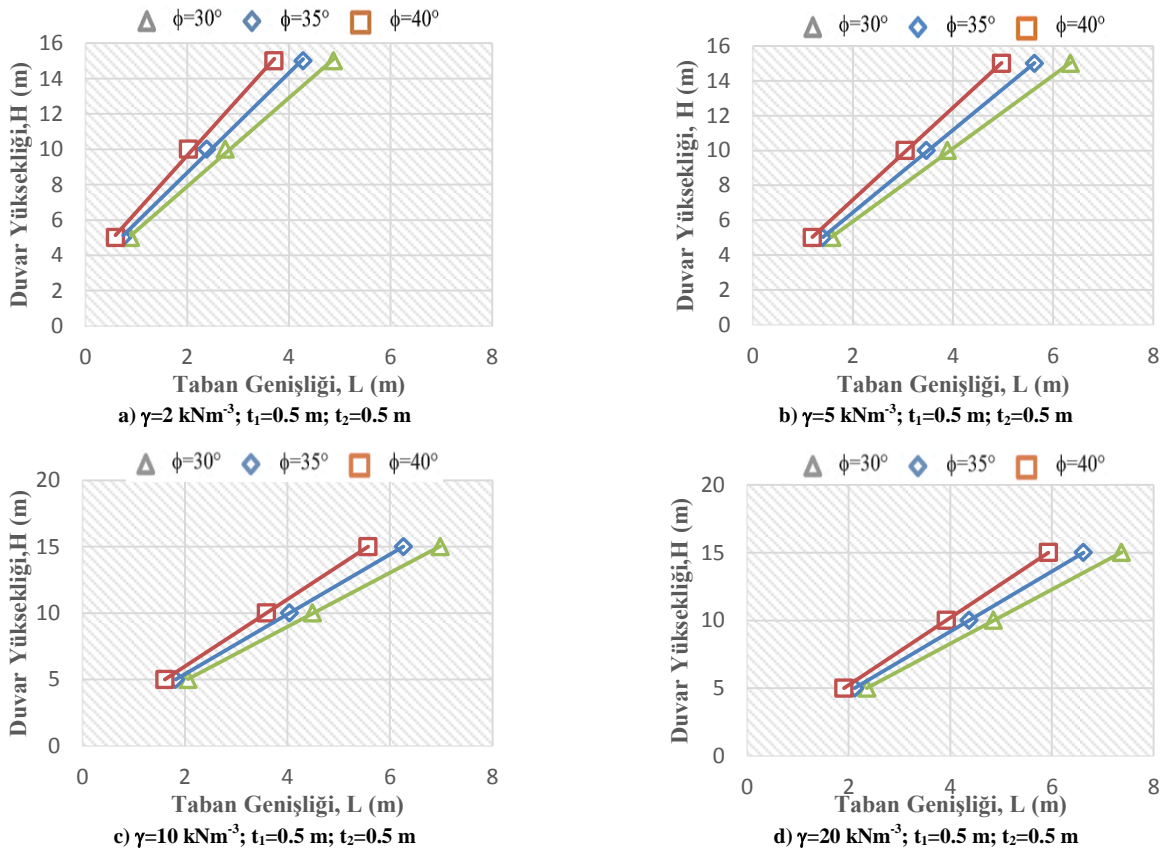 ϕ=30° ϕ=35° ϕ=40°
16
14
12
10
8
6
4
2
0
Duvar Yüksekliği,H (m)
0 2 4 6 8
Taban Genişliği, L (m)
a) γ=2 kNm⁻³; t₁=0.5 m; t₂=0.5 m
ϕ=30° ϕ=35° ϕ=40°
16
14
12
10
8
6
4
2
0
Duvar Yüksekliği, H (m)
0 2 4 6 8
Taban Genişliği, L (m)
b) γ=5 kNm⁻³; t₁=0.5 m; t₂=0.5 m
ϕ=30° ϕ=35° ϕ=40°
20
15
10
5
0
Duvar Yüksekliği,H (m)
0 2 4 6 8
Taban Genişliği, L (m)
c) γ=10 kNm⁻³; t₁=0.5 m; t₂=0.5 m
ϕ=30° ϕ=35° ϕ=40°
20
15
10
5
0
Duvar Yüksekliği,H (m)
0 2 4 6 8
Taban Genişliği, L (m)
d) γ=20 kNm⁻³; t₁=0.5 m; t₂=0.5 m